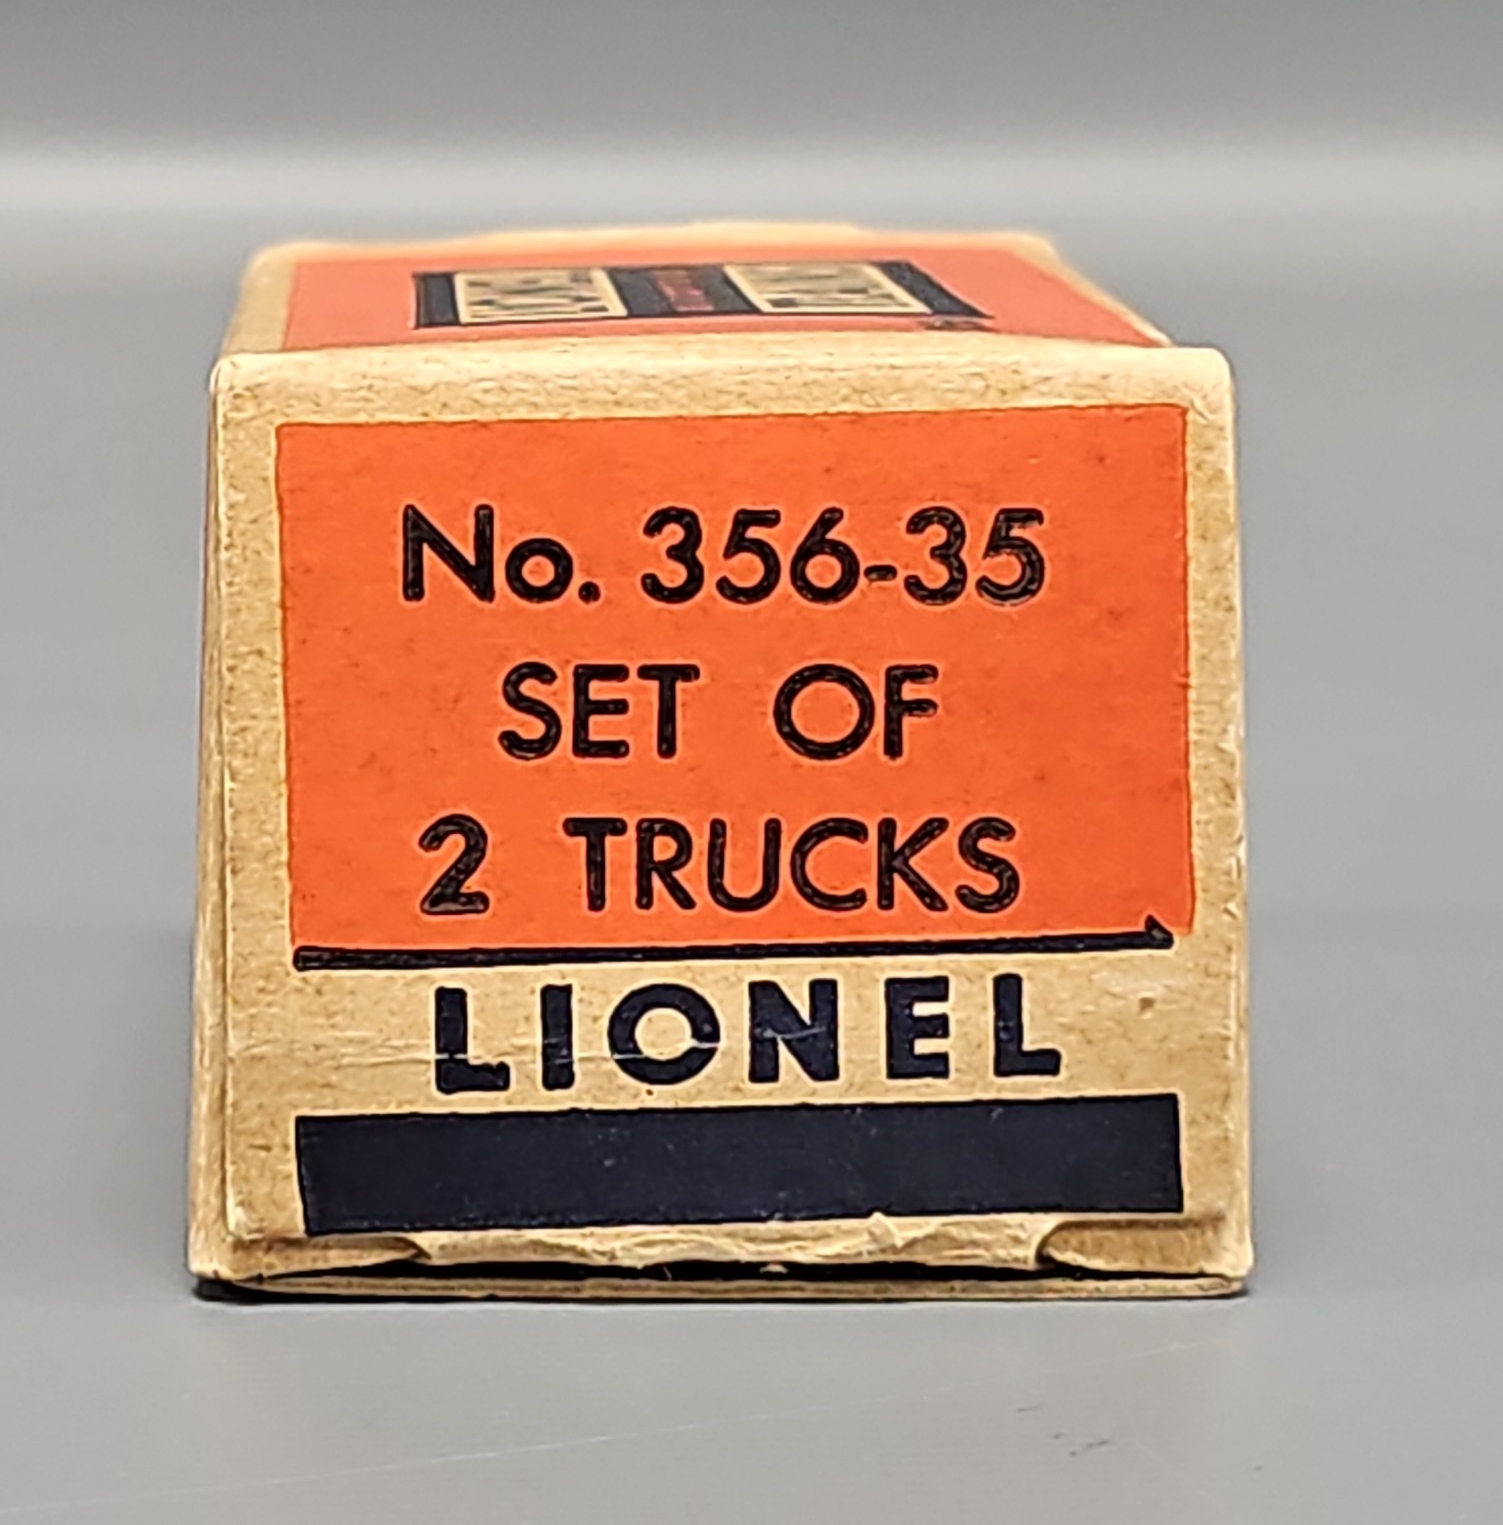 No. 356-35
SET OF
2 TRUCKS
LIONEL